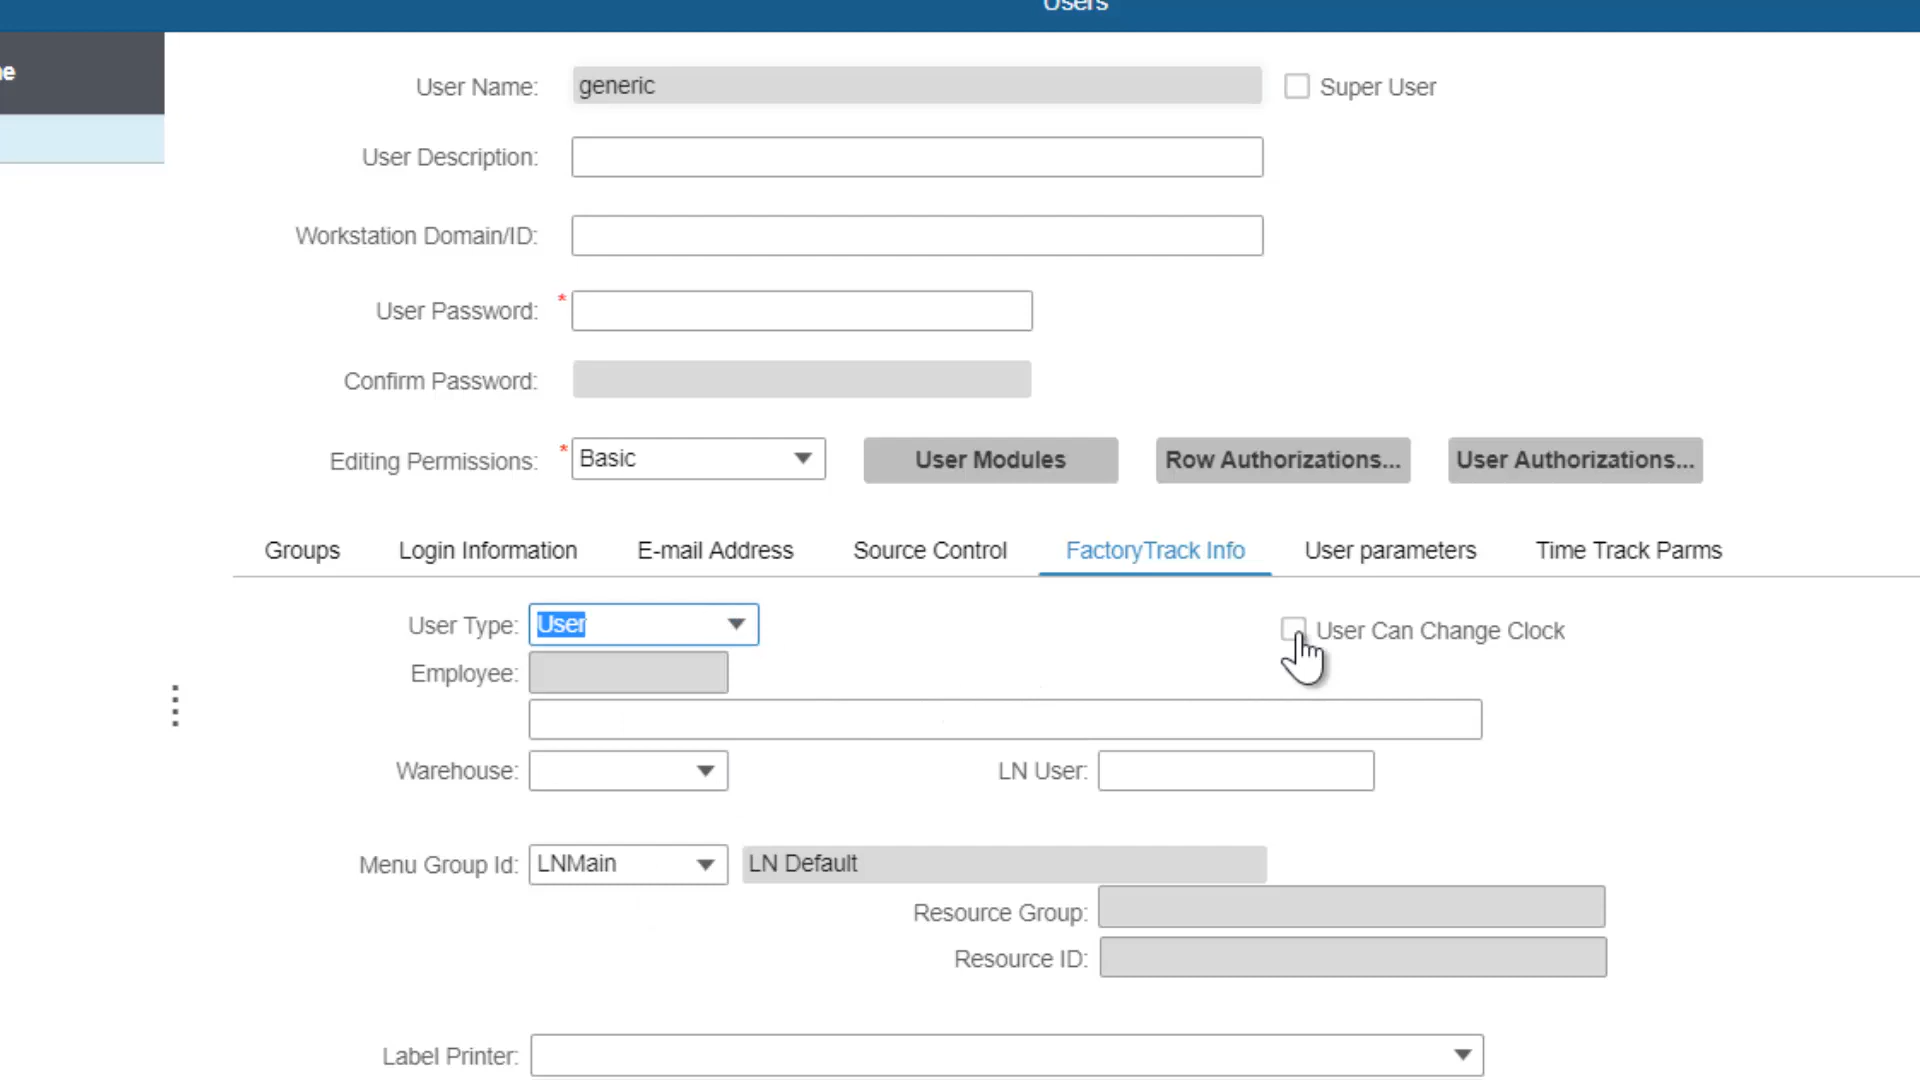 Users
User Name: generic Super User
User Description:
Workstation Domain/ID:
User Password: *
Confirm Password:
Editing Permissions: * Basic User Modules Row Authorizations... User Authorizations...
Groups Login Information E-mail Address Source Control FactoryTrack Info User parameters Time Track Parms
User Type: User User Can Change Clock
Employee:
Warehouse: LN User:
Menu Group Id: LNMain LN Default
Resource Group:
Resource ID:
Label Printer: